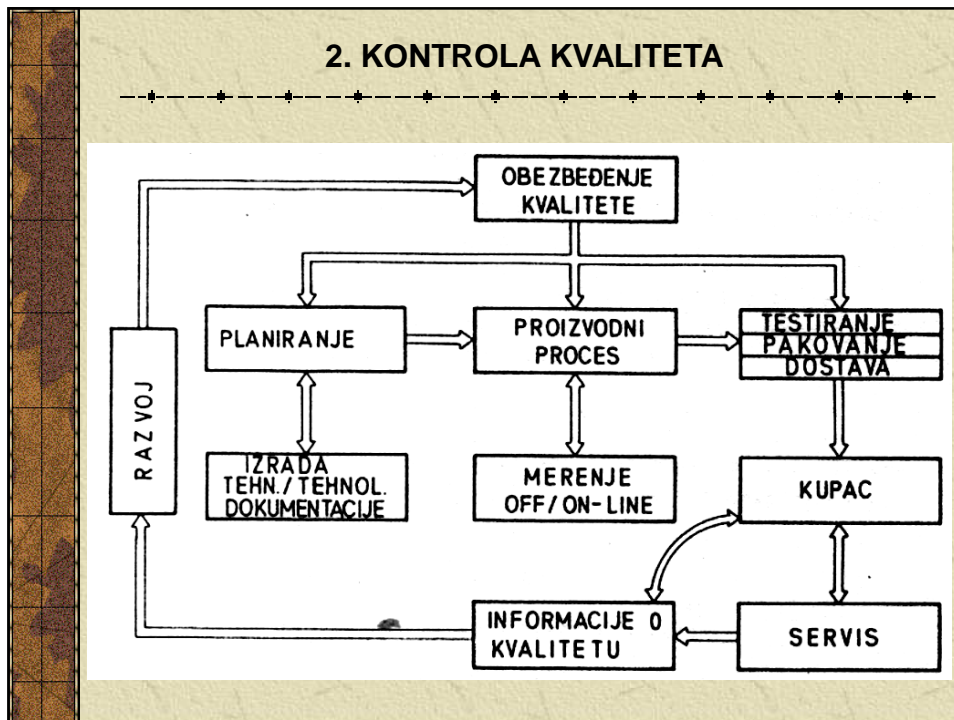 2. KONTROLA KVALITETA
OBEZBEĐENJE
KVALITETE
PLANIRANJE
PROIZVODNI
PROCES
TESTIRANJE
PAKOVANJE
DOSTAVA
RAZVOJ
IZRADA
TEHN./TEHNOL.
DOKUMENTACIJE
MERENJE
OFF/ON-LINE
KUPAC
INFORMACIJE O
KVALITETU
SERVIS